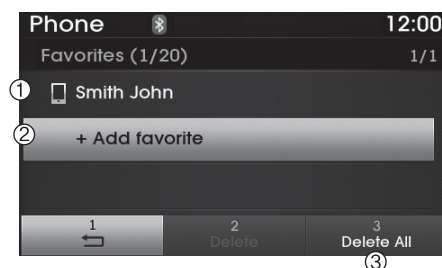 Phone 12:00
Favorites (1/20) 1/1
① Smith John
② + Add favorite
1 2 3
Delete Delete All
③